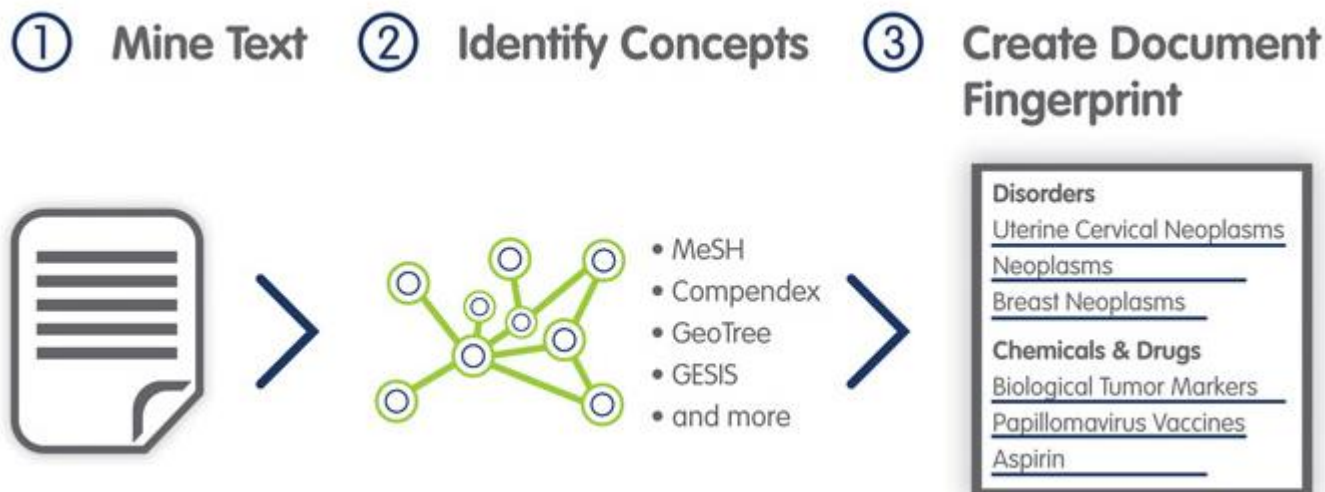 ① Mine Text
② Identify Concepts
③ Create Document
Fingerprint
• MeSH
• Compendex
• GeoTree
• GESIS
• and more
Disorders
Uterine Cervical Neoplasms
Neoplasms
Breast Neoplasms
Chemicals & Drugs
Biological Tumor Markers
Papillomavirus Vaccines
Aspirin